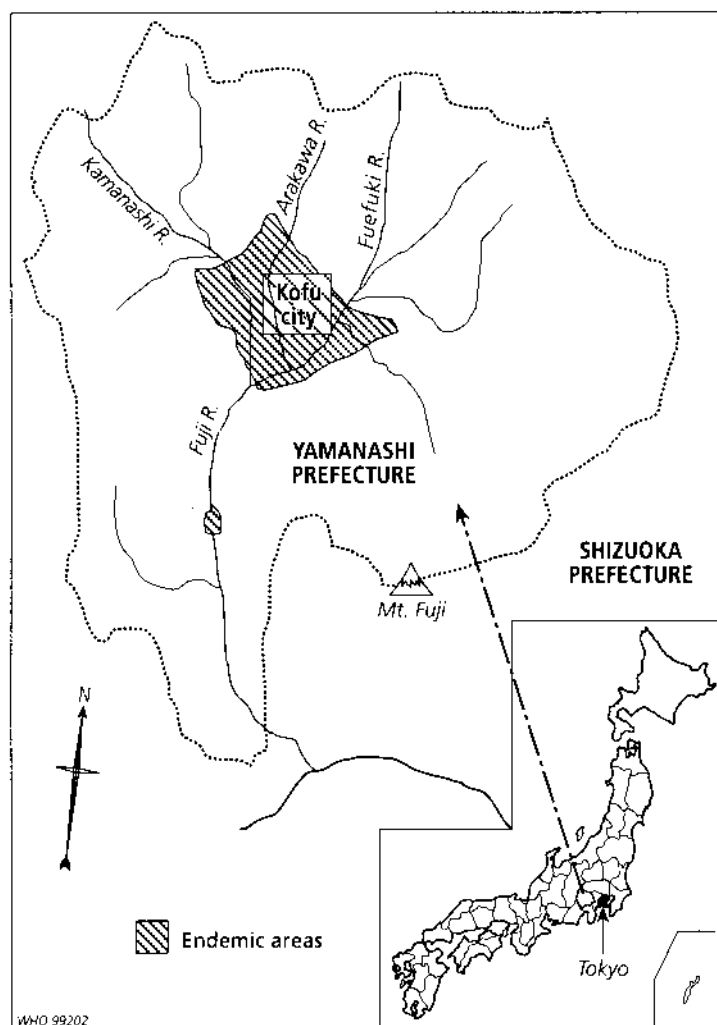 Kamanashi R.
Arakawa R.
Fuefuki R.
Kofu
city
Fuji R.
YAMANASHI
PREFECTURE
SHIZUOKA
PREFECTURE
Mt. Fuji
N
Endemic areas
Tokyo
WHO 99202